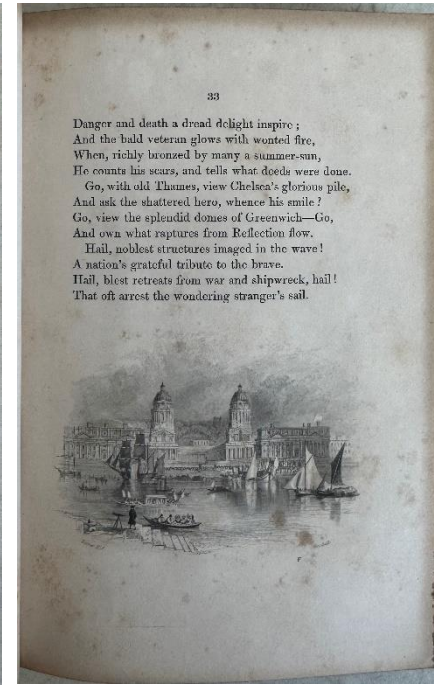 33
Danger and death a dread delight inspire ;
And the bald veteran glows with wonted fire,
When, richly bronzed by many a summer-sun,
He counts his scars, and tells what deeds were done.
Go, with old Thames, view Chelsea's glorious pile,
And ask the shattered hero, whence his smile ?
Go, view the splendid domes of Greenwich—Go,
And own what raptures from Reflection flow.
Hail, noblest structures imaged in the wave !
A nation's grateful tribute to the brave.
Hail, blest retreats from war and shipwreck, hail !
That oft arrest the wondering stranger's sail.
F